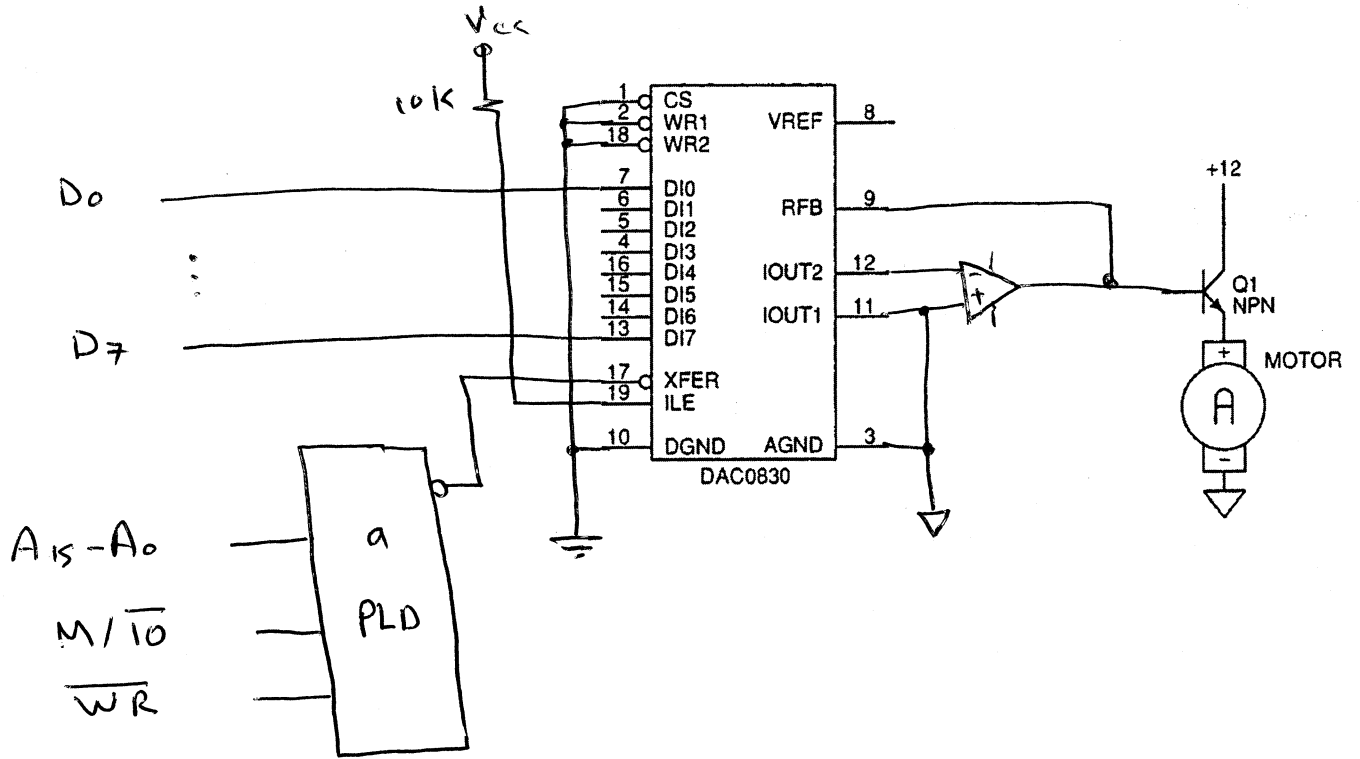 Vcc
10K
1 CS
2 WR1
18 WR2
7 DI0
6 DI1
5 DI2
4 DI3
16 DI4
15 DI5
14 DI6
13 DI7
17 XFER
19 ILE
10 DGND
VREF 8
RFB 9
IOUT2 12
IOUT1 11
AGND 3
DAC0830
D0
⋮
D7
- 
+
+12
Q1
NPN
+
MOTOR
A
-
A15-A0
M/I̅O̅
W̅R̅
a
PLD